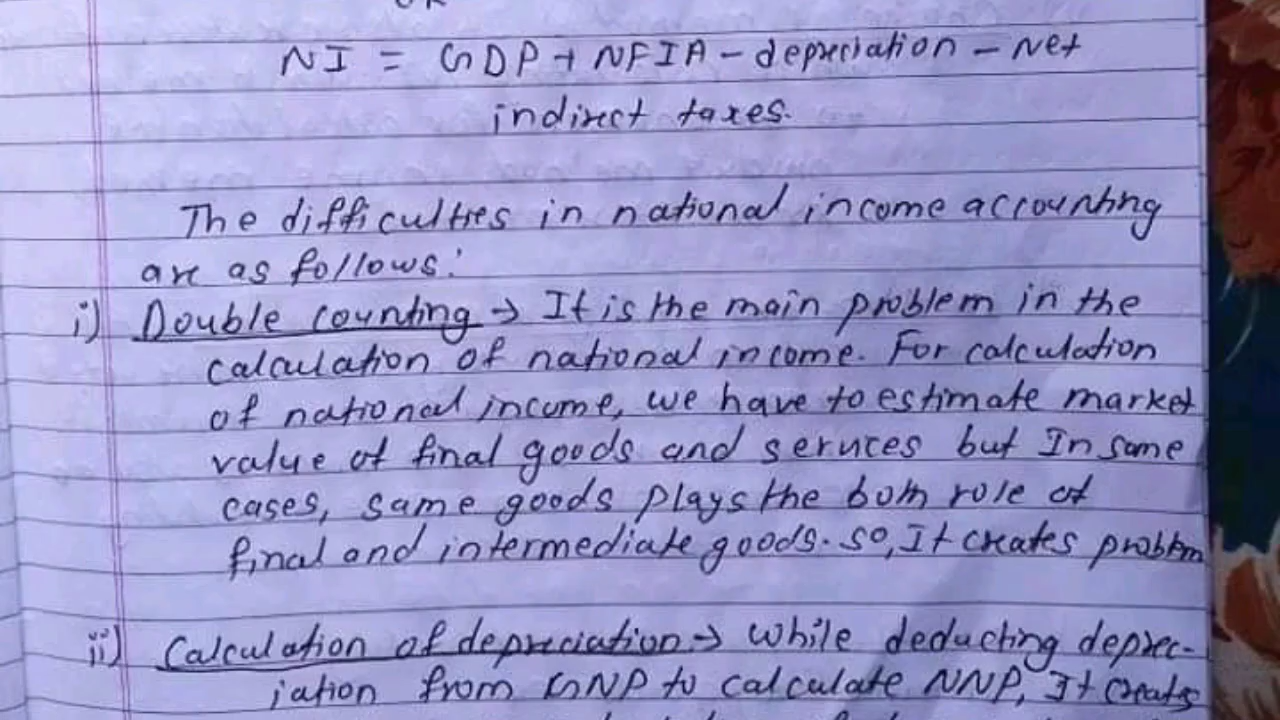 OR
NI = GDP + NFIA - depreciation - Net
indirect taxes.
The difficulties in national income accounting
are as follows:
i) Double counting → It is the main problem in the
calculation of national income. For calculation
of national income, we have to estimate market
value of final goods and services but In some
cases, same goods plays the both role of
final and intermediate goods. so, It creates problem
ii) Calculation of depreciation → While deducting deprec-
iation from GNP to calculate NNP, It creates